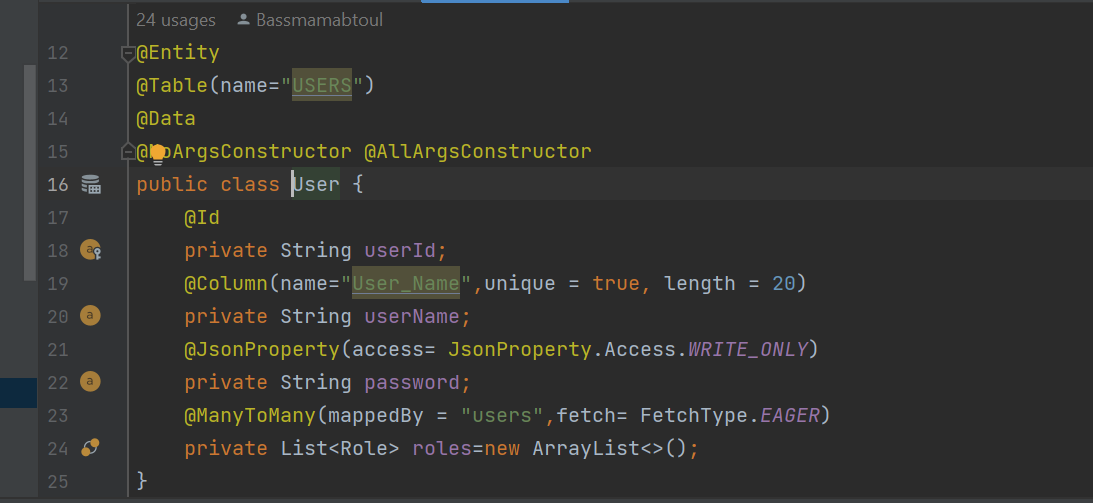 24 usages Bassmamabtoul
12 @Entity
13 @Table(name="USERS")
14 @Data
15 @NoArgsConstructor @AllArgsConstructor
16 public class User {
17 @Id
18 private String userId;
19 @Column(name="User_Name",unique = true, length = 20)
20 private String userName;
21 @JsonProperty(access= JsonProperty.Access.WRITE_ONLY)
22 private String password;
23 @ManyToMany(mappedBy = "users",fetch= FetchType.EAGER)
24 private List<Role> roles=new ArrayList<>();
25 }